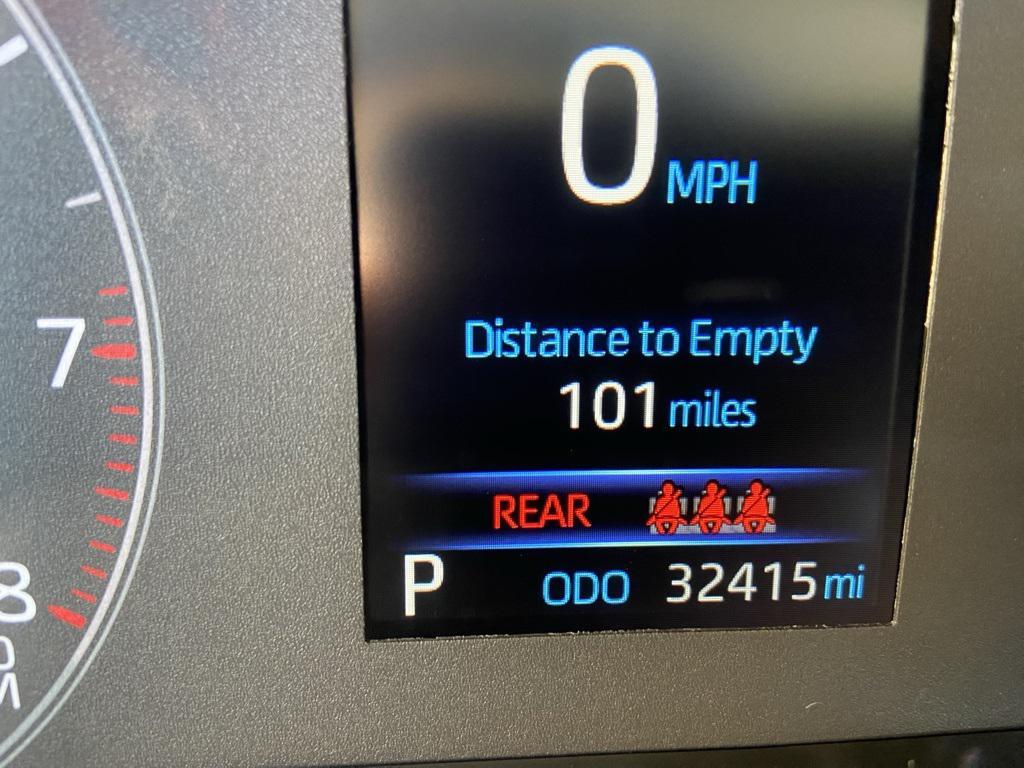 0 MPH
Distance to Empty
101 miles
REAR
P ODO 32415 mi
7
8